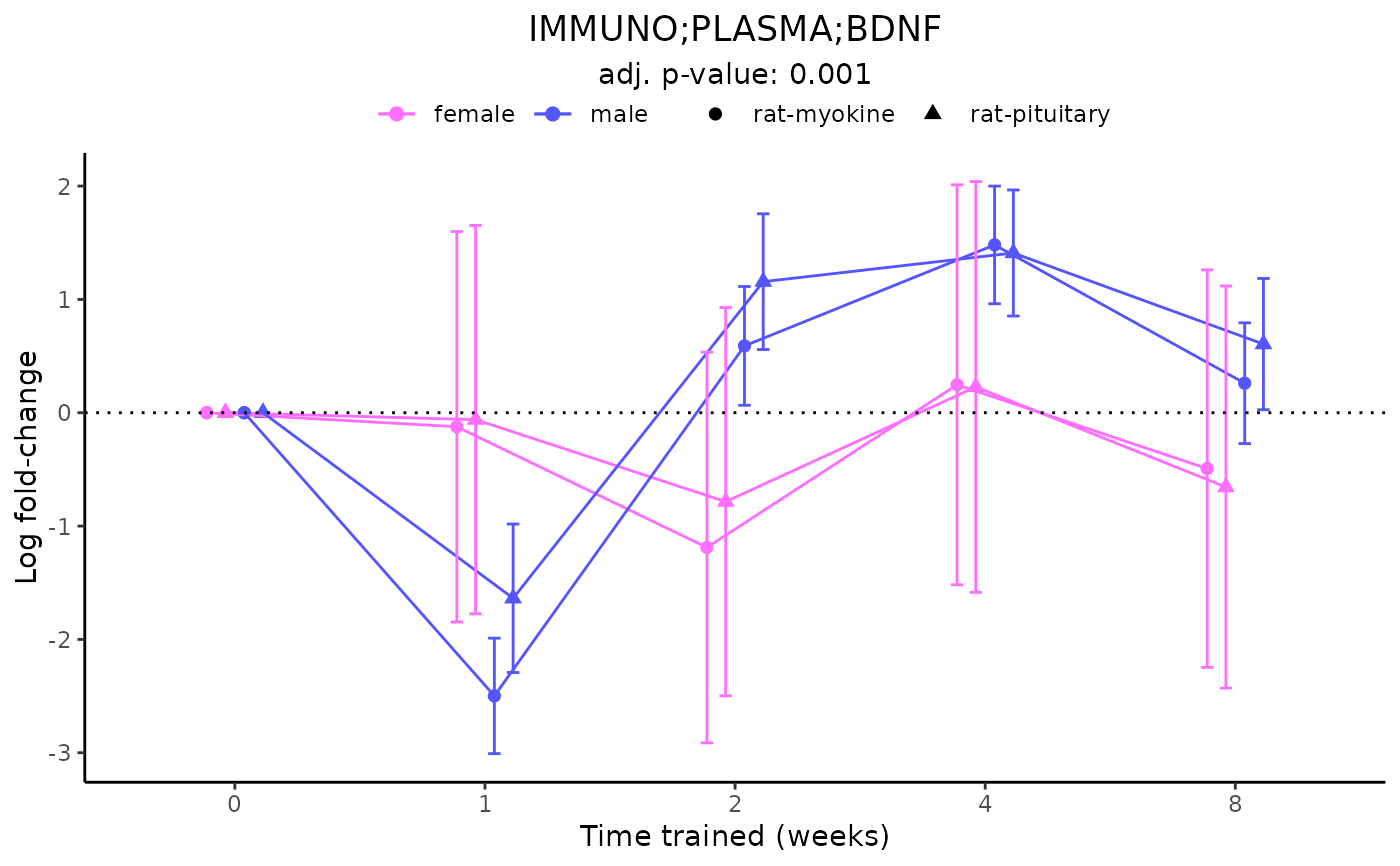 IMMUNO;PLASMA;BDNF
adj. p-value: 0.001
female male rat-myokine rat-pituitary
Log fold-change
2
1
0
-1
-2
-3
0 1 2 4 8
Time trained (weeks)